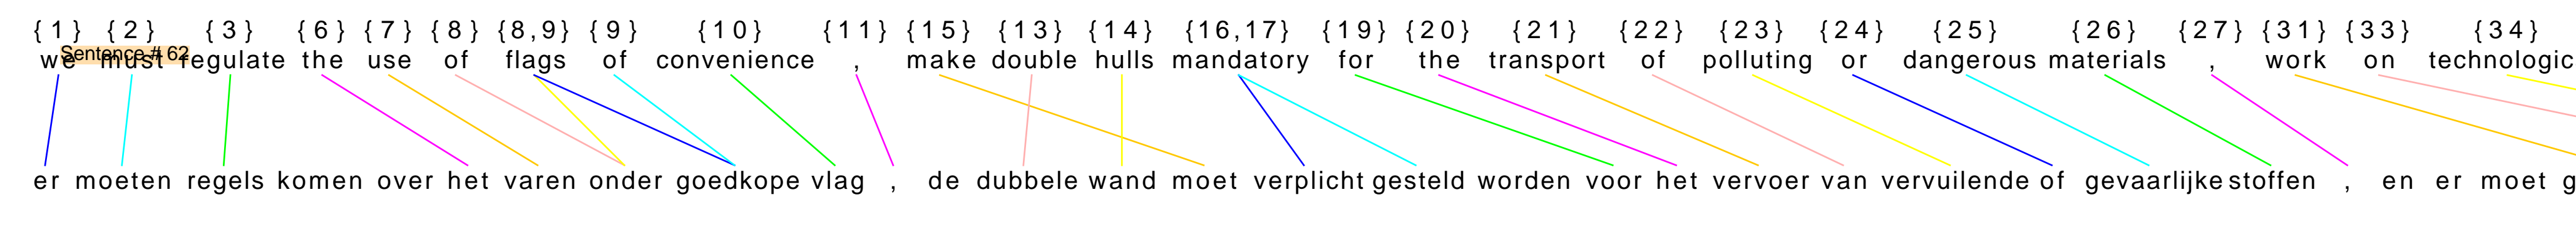 {1} {2} {3} {6} {7} {8} {8,9} {9} {10} {11} {15} {13} {14} {16,17} {19} {20} {21} {22} {23} {24} {25} {26} {27} {31} {33} {34}
Sentence # 62
we must regulate the use of flags of convenience , make double hulls mandatory for the transport of polluting or dangerous materials , work on technologic
er moeten regels komen over het varen onder goedkope vlag , de dubbele wand moet verplicht gesteld worden voor het vervoer van vervuilende of gevaarlijke stoffen , en er moet g